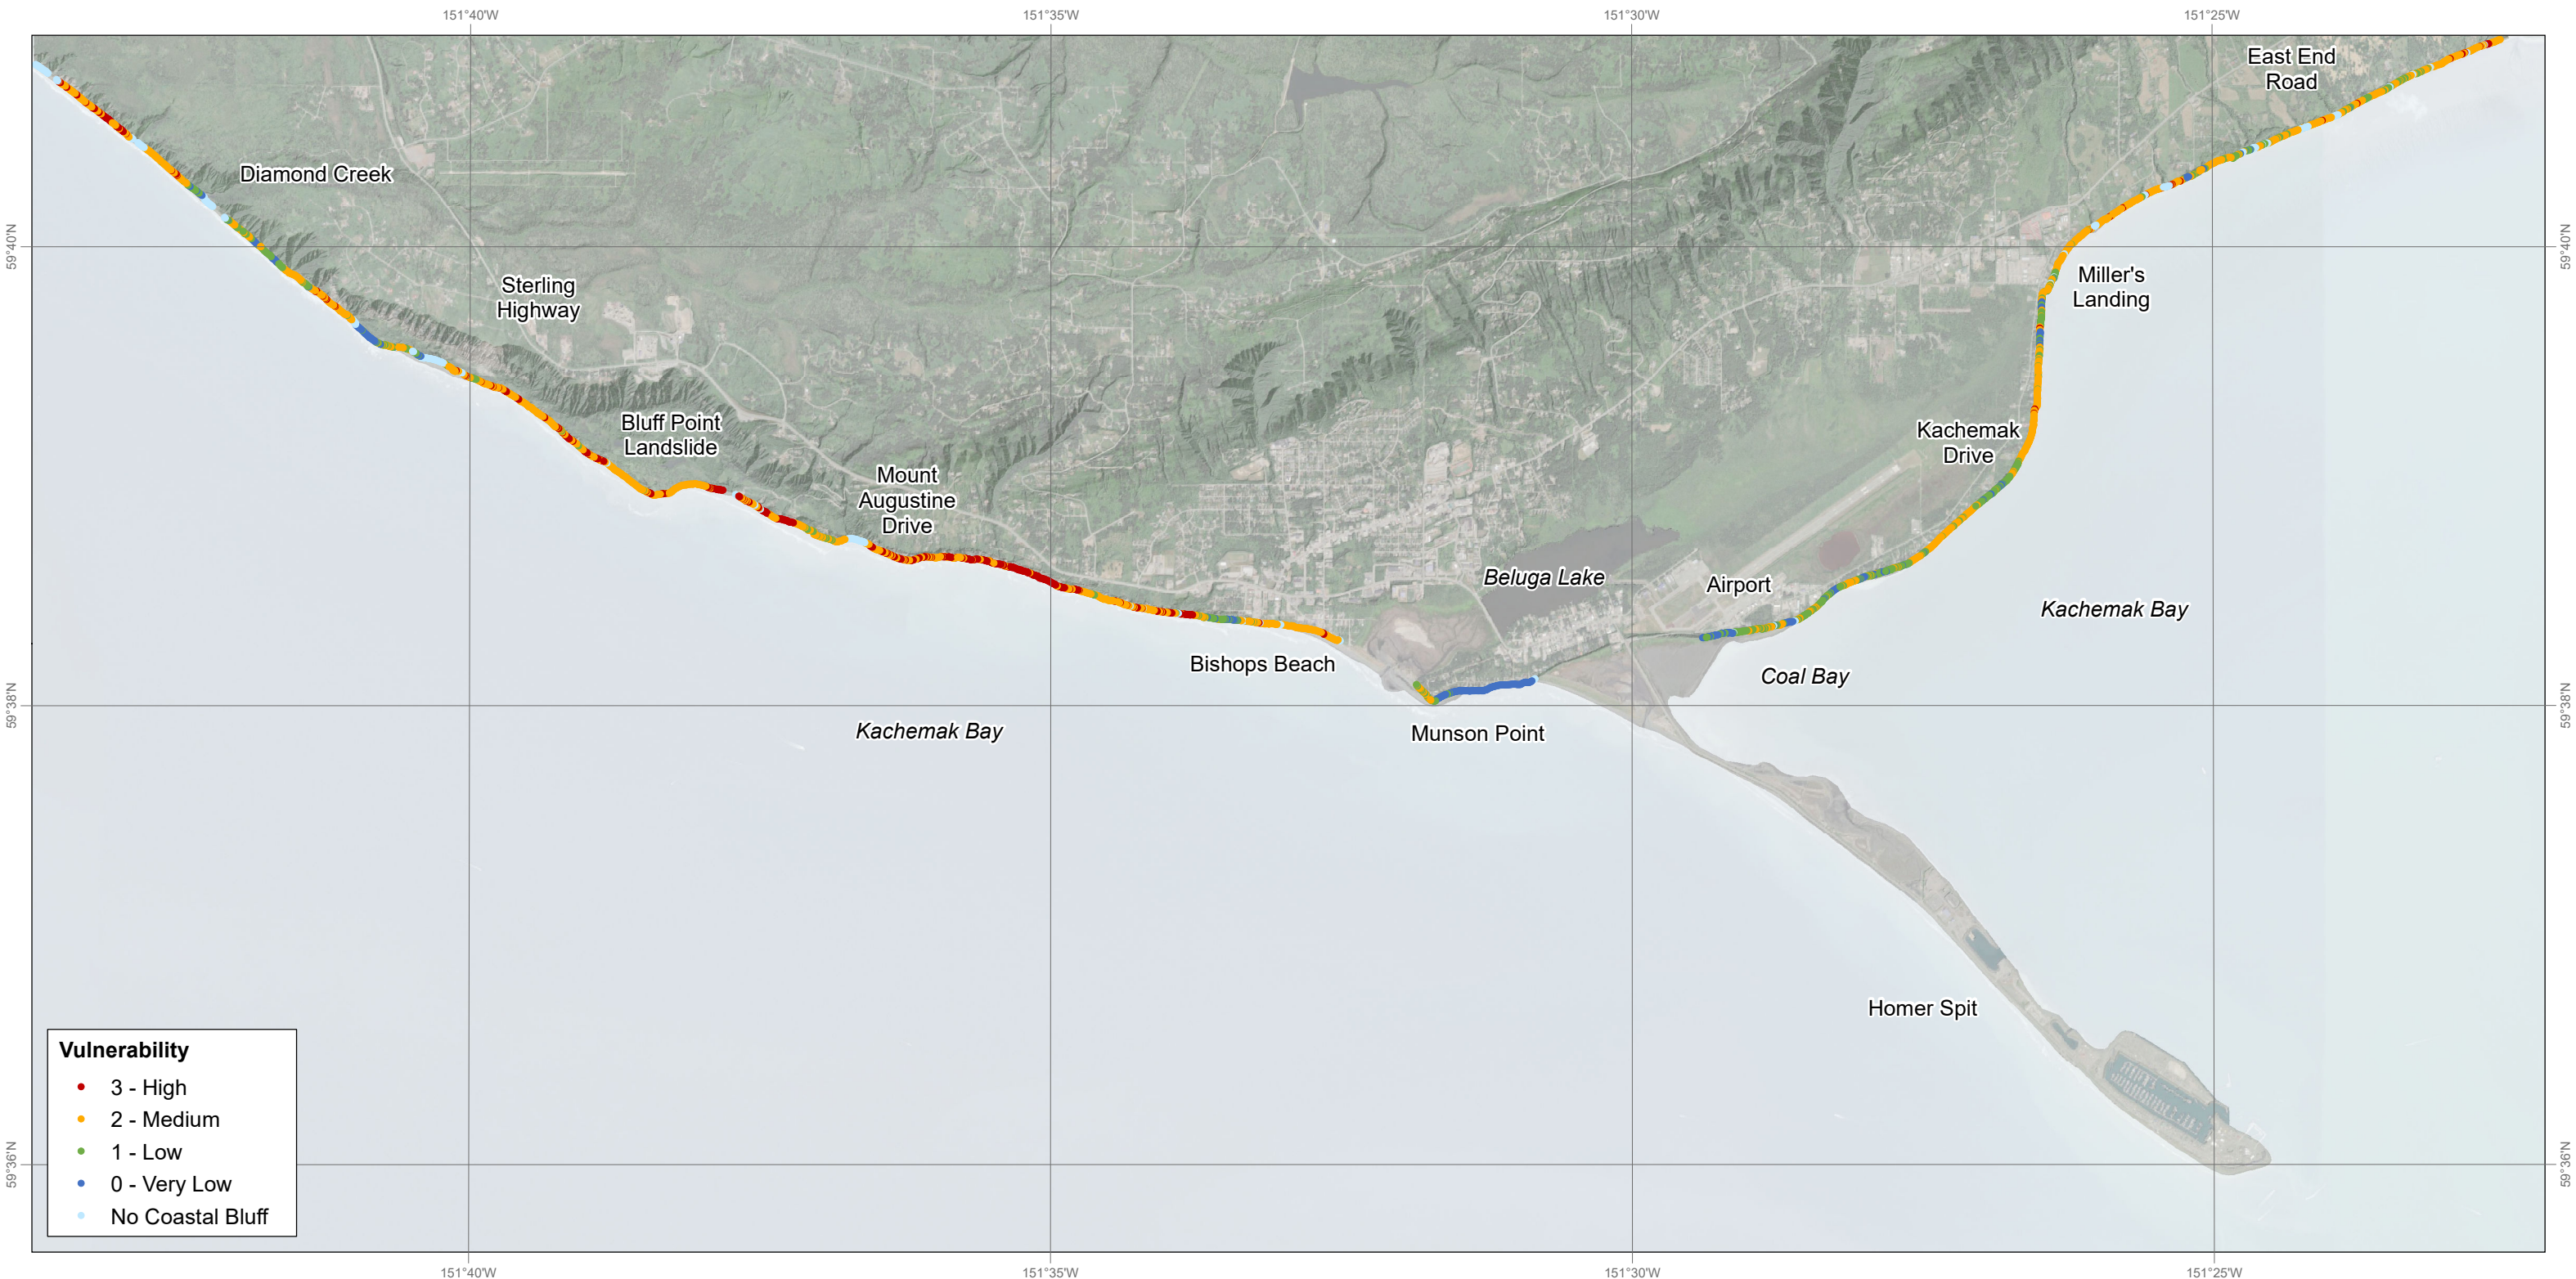 151°40'W
151°35'W
151°30'W
151°25'W
East End
Road
Diamond Creek
59°40'N
59°40'N
Sterling
Highway
Miller's
Landing
Bluff Point
Landslide
Kachemak
Drive
Mount
Augustine
Drive
Beluga Lake
Airport
Kachemak Bay
Bishops Beach
Coal Bay
59°38'N
59°38'N
Kachemak Bay
Munson Point
Homer Spit
Vulnerability
3 - High
2 - Medium
1 - Low
0 - Very Low
No Coastal Bluff
59°36'N
59°36'N
151°40'W
151°35'W
151°30'W
151°25'W